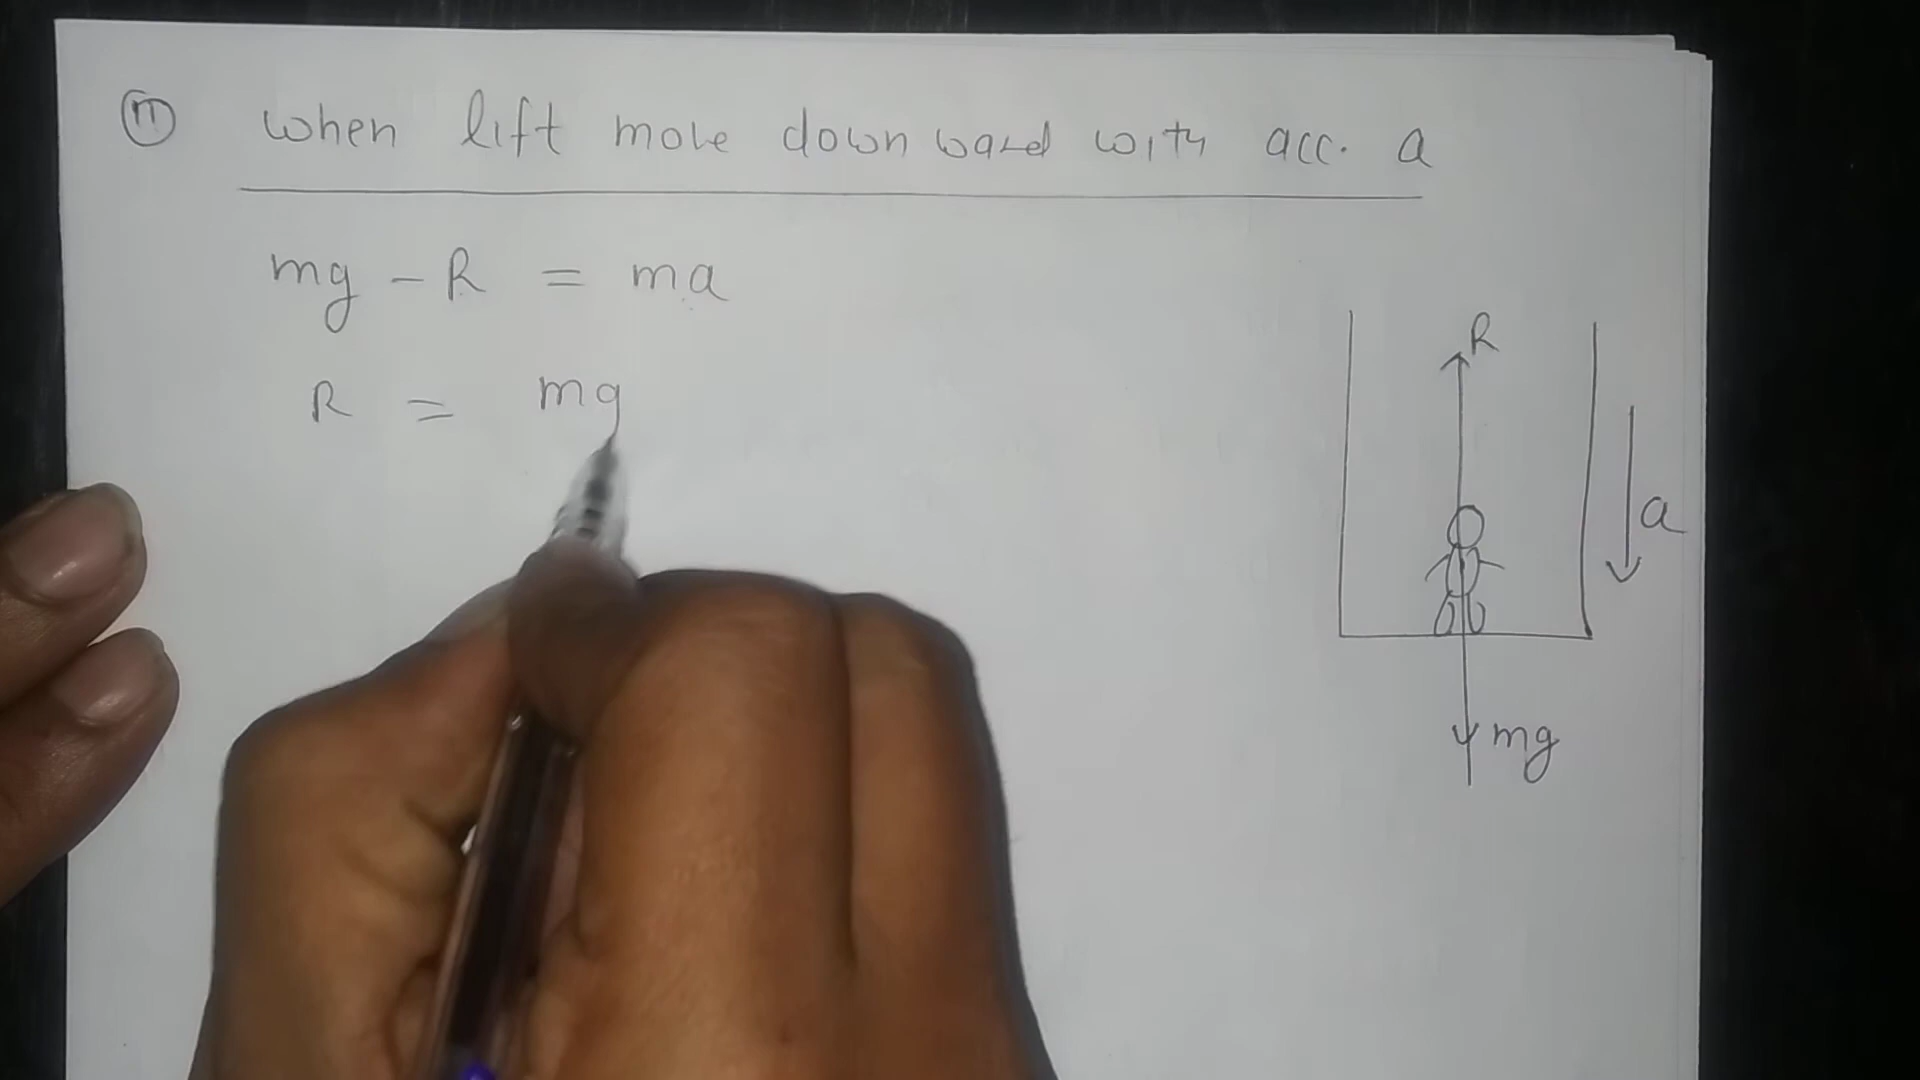 II when lift move downward with acc. a
mg - R = ma
R = mg
R
a
mg